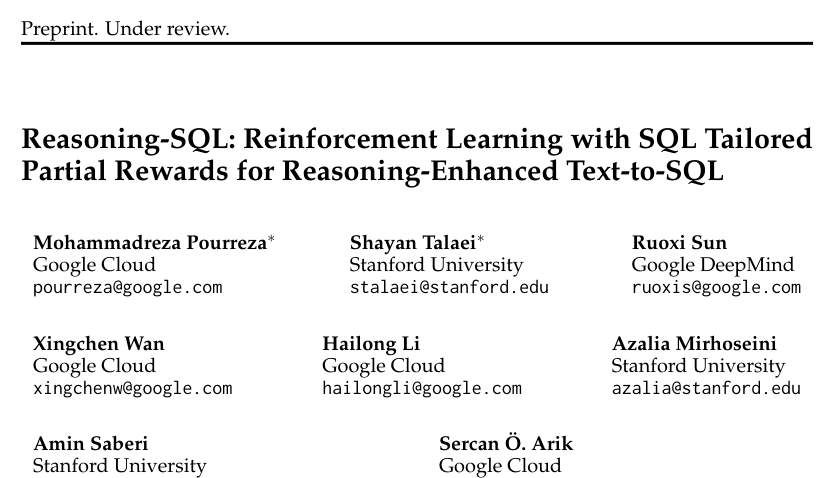 Preprint. Under review.
Reasoning-SQL: Reinforcement Learning with SQL Tailored
Partial Rewards for Reasoning-Enhanced Text-to-SQL
Mohammadreza Pourreza* Shayan Talaei* Ruoxi Sun
Google Cloud Stanford University Google DeepMind
pourreza@google.com stalaei@stanford.edu ruoxis@google.com
Xingchen Wan Hailong Li Azalia Mirhoseini
Google Cloud Google Cloud Stanford University
xingchenw@google.com hailongli@google.com azalia@stanford.edu
Amin Saberi Sercan Ö. Arik
Stanford University Google Cloud